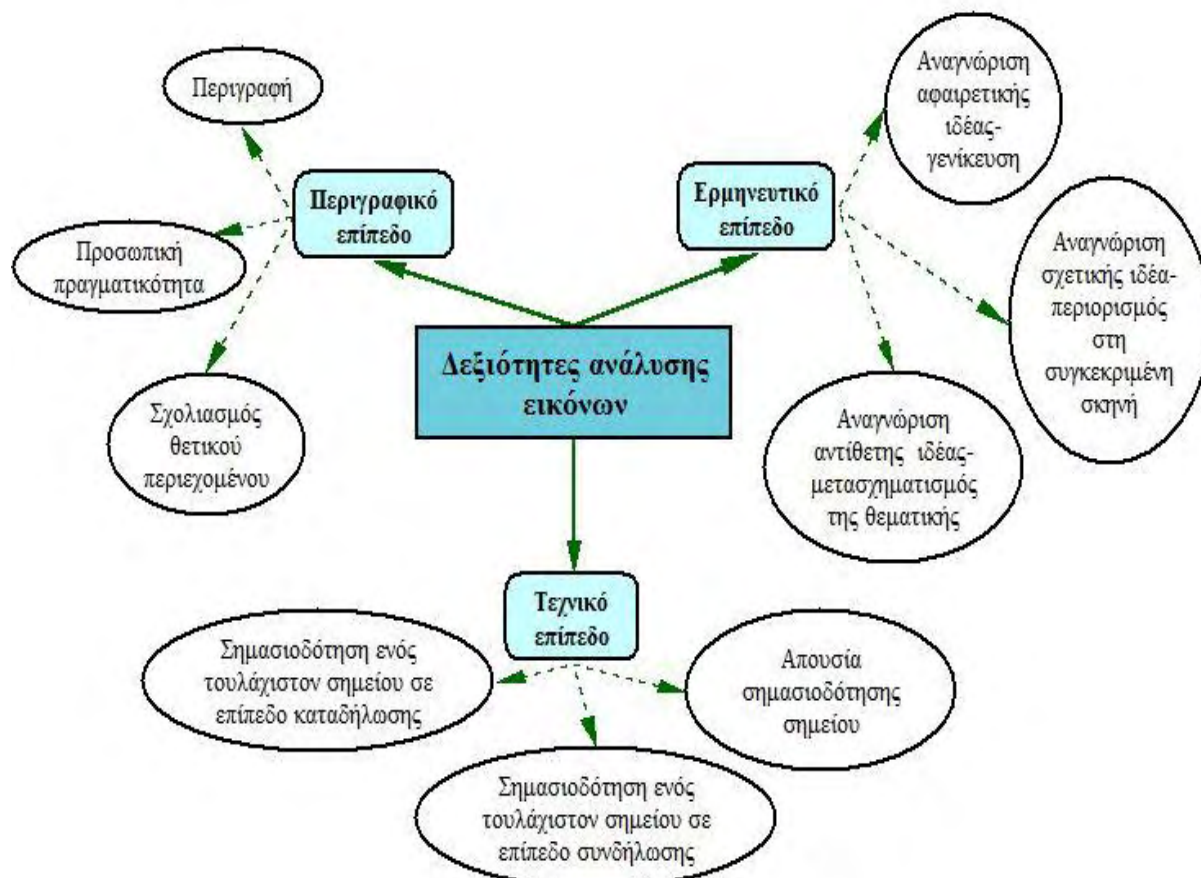 Περιγραφή
Περιγραφικό
επίπεδο
Προσωπική
πραγματικότητα
Σχολιασμός
θετικού
περιεχομένου
Ερμηνευτικό
επίπεδο
Αναγνώριση
αφαιρετικής
ιδέας-
γενίκευση
Αναγνώριση
σχετικής ιδέα-
περιορισμός
στη
συγκεκριμένη
σκηνή
Αναγνώριση
αντίθετης ιδέας-
μετασχηματισμός
της θεματικής
Δεξιότητες ανάλυσης
εικόνων
Τεχνικό
επίπεδο
Σημασιοδότηση ενός
τουλάχιστον σημείου σε
επίπεδο καταδήλωσης
Σημασιοδότηση ενός
τουλάχιστον σημείου σε
επίπεδο συνδήλωσης
Απουσία
σημασιοδότησης
σημείου